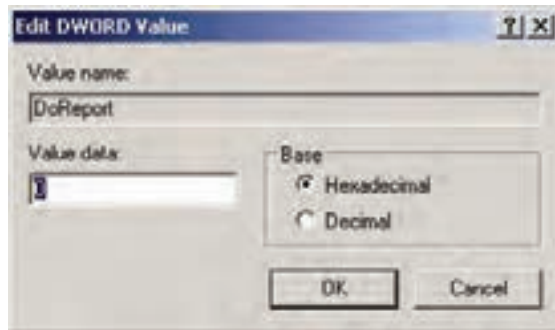 Edit DWORD Value
Value name:
DoReport
Value data:
Base
Hexadecimal
Decimal
OK
Cancel